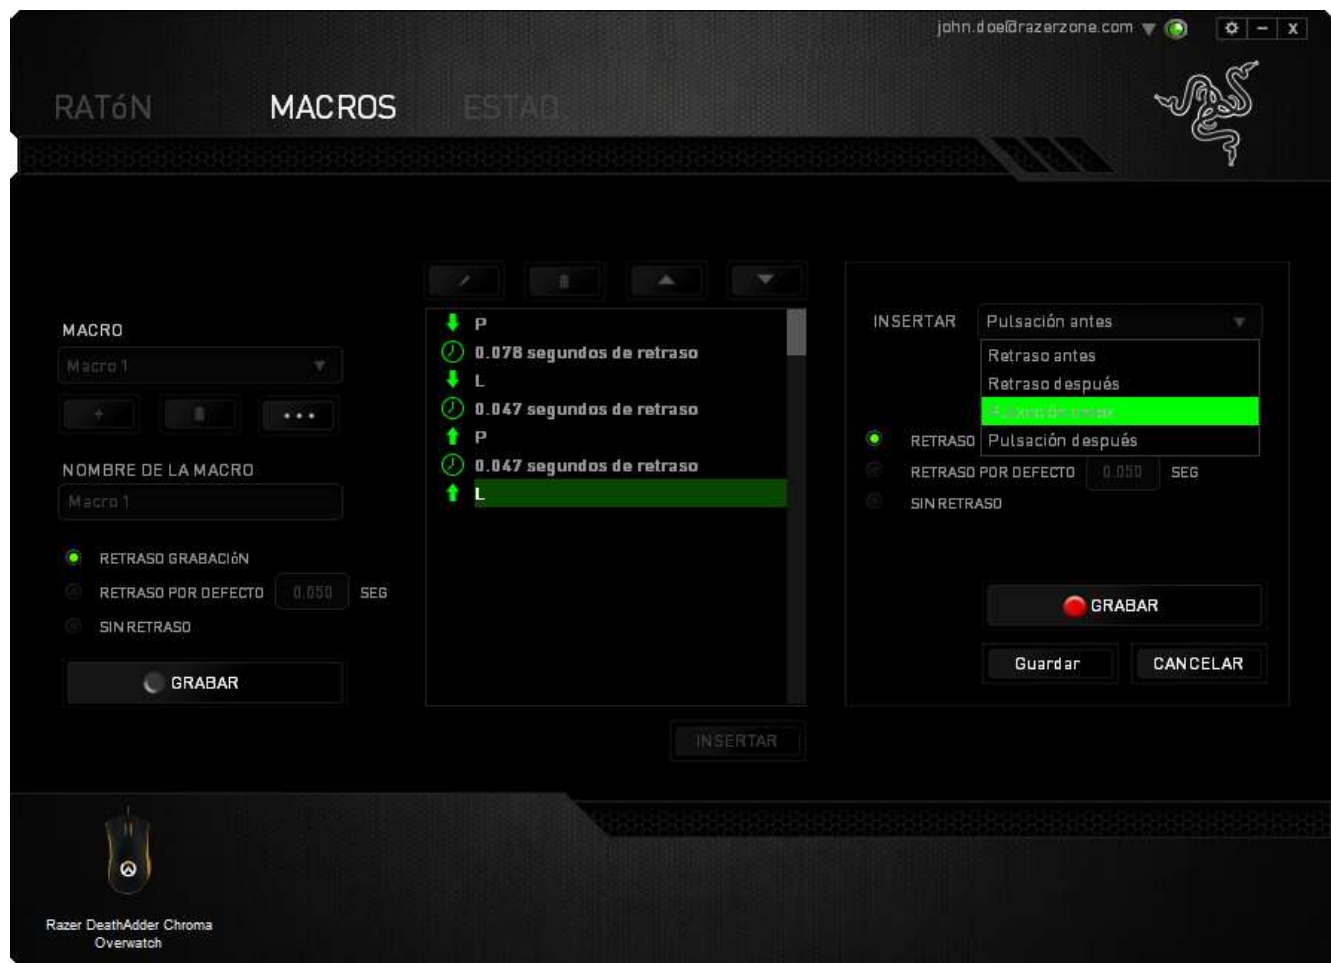 john.doe@razerzone.com
RATóN MACROS ESTAD.
MACRO
Macro 1
NOMBRE DE LA MACRO
Macro 1
RETRASO GRABACIóN
RETRASO POR DEFECTO 0.050 SEG
SIN RETRASO
GRABAR
P
0.078 segundos de retraso
L
0.047 segundos de retraso
P
0.047 segundos de retraso
L
INSERTAR
INSERTAR Pulsación antes
Retraso antes
Retraso después
Pulsación antes
Pulsación después
RETRASO
RETRASO POR DEFECTO 0.050 SEG
SIN RETRASO
GRABAR
Guardar CANCELAR
Razer DeathAdder Chroma
Overwatch